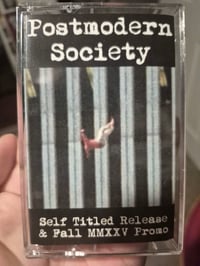 Postmodern
Society
Self Titled Release
& Fall MMXXV Promo